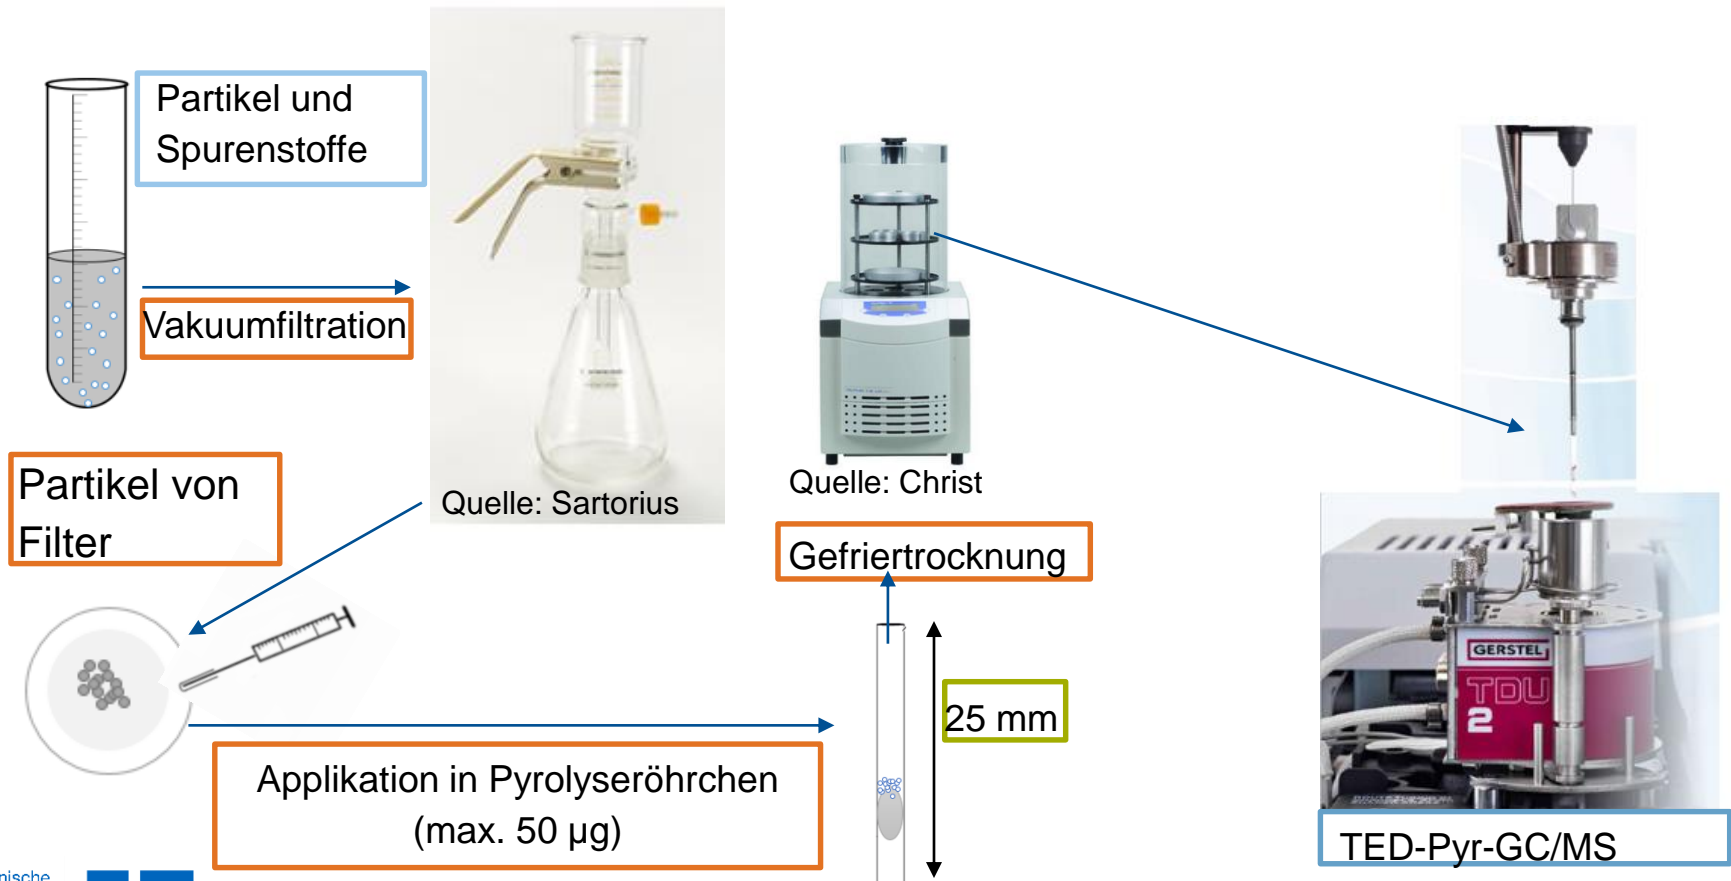 Partikel und
Spurenstoffe
Vakuumfiltration
Quelle: Sartorius
Partikel von
Filter
Applikation in Pyrolyseröhrchen
(max. 50 µg)
Quelle: Christ
Gefriertrocknung
25 mm
GERSTEL
TDU
2
TED-Pyr-GC/MS